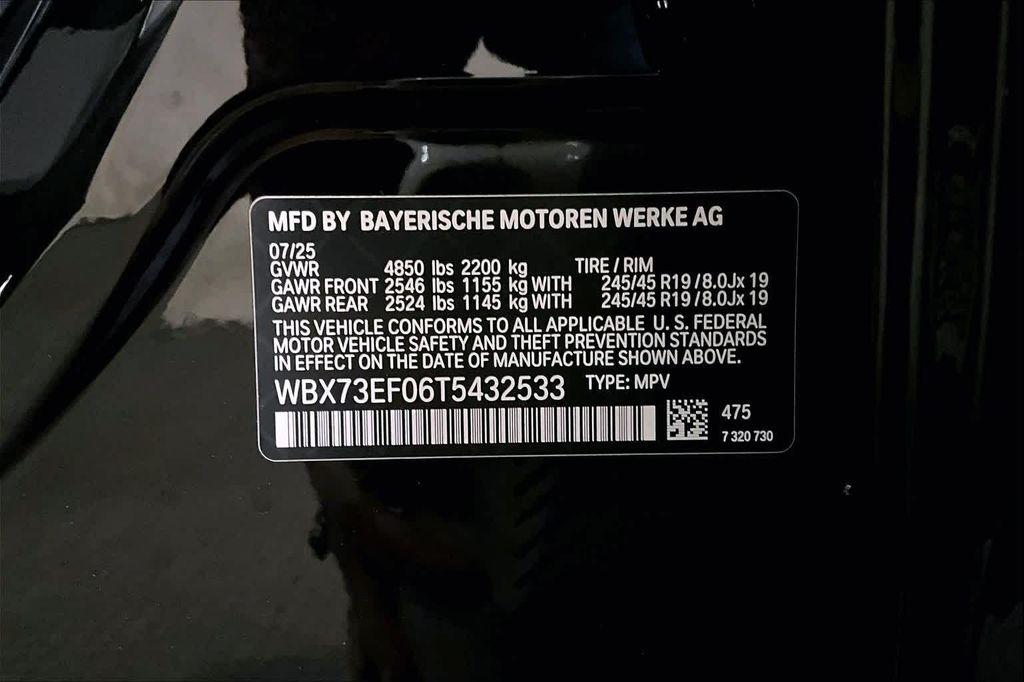 MFD BY BAYERISCHE MOTOREN WERKE AG
07/25
GVWR 4850 lbs 2200 kg TIRE / RIM
GAWR FRONT 2546 lbs 1155 kg WITH 245/45 R19 /8.0Jx 19
GAWR REAR 2524 lbs 1145 kg WITH 245/45 R19 /8.0Jx 19
THIS VEHICLE CONFORMS TO ALL APPLICABLE U. S. FEDERAL
MOTOR VEHICLE SAFETY AND THEFT PREVENTION STANDARDS
IN EFFECT ON THE DATE OF MANUFACTURE SHOWN ABOVE.
WBX73EF06T5432533 TYPE: MPV
475
7 320 730